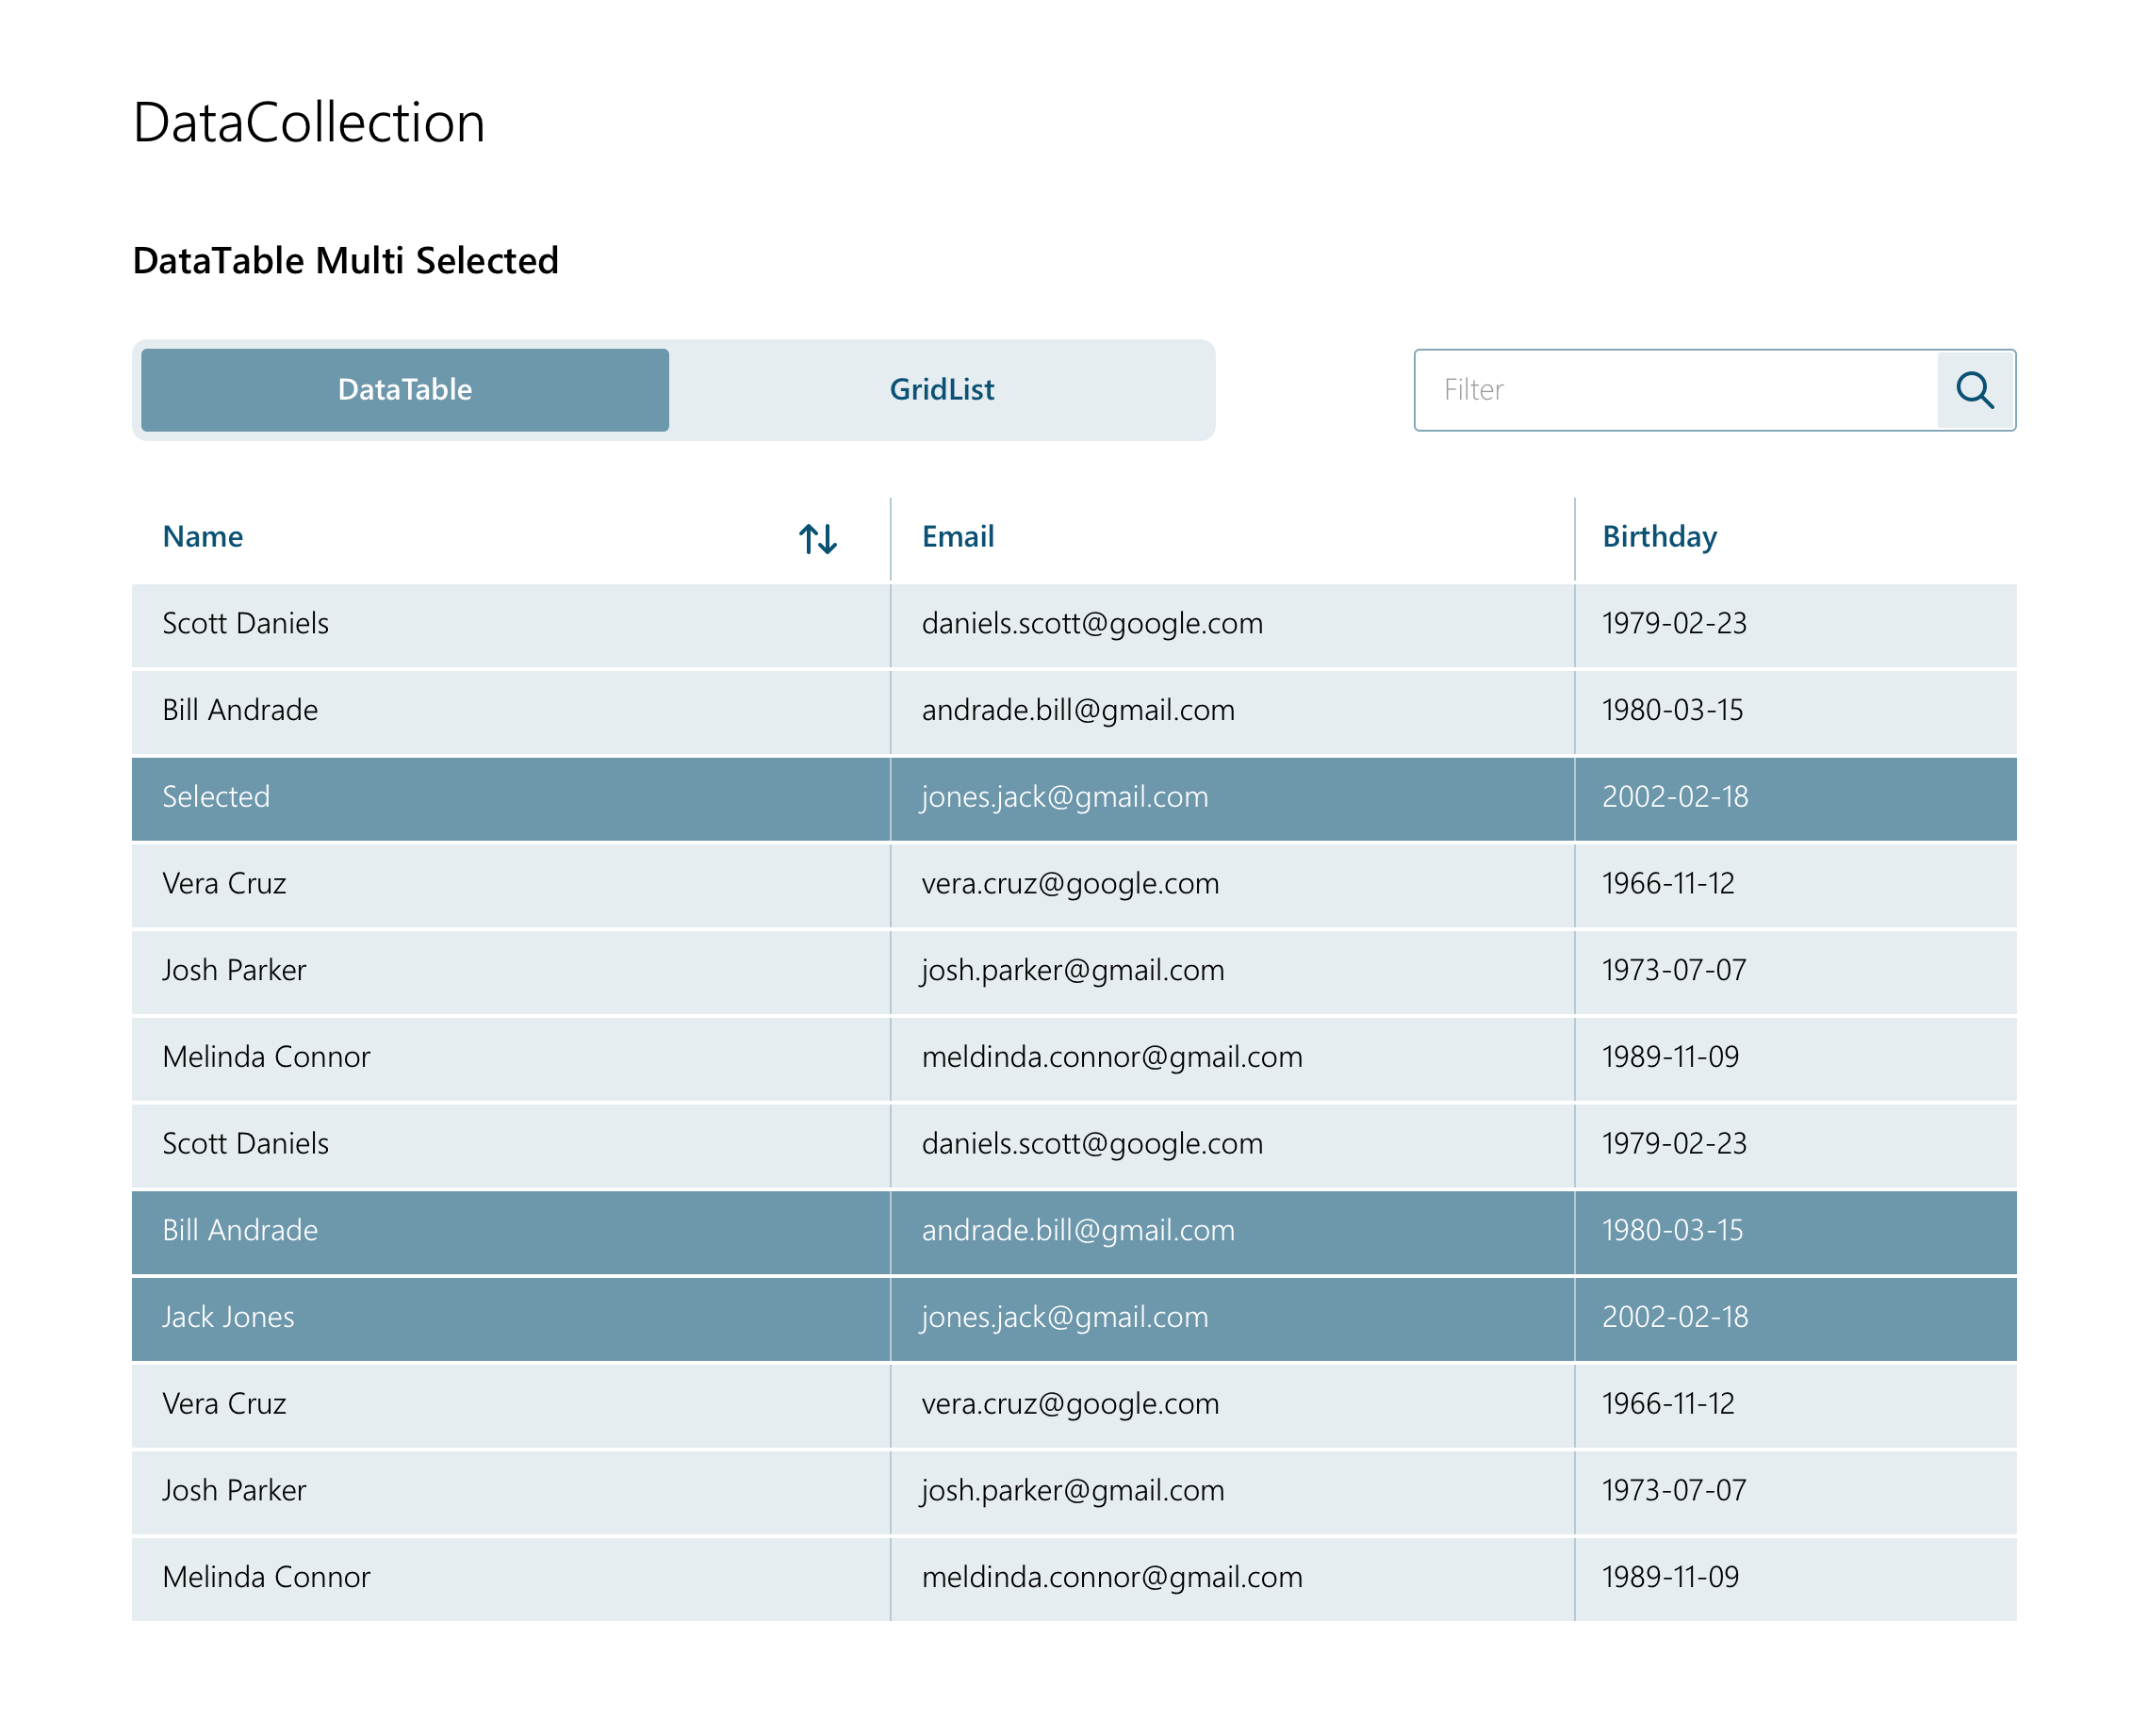 DataCollection
DataTable Multi Selected
DataTable GridList Filter
Name Email Birthday
Scott Daniels daniels.scott@google.com 1979-02-23
Bill Andrade andrade.bill@gmail.com 1980-03-15
Selected jones.jack@gmail.com 2002-02-18
Vera Cruz vera.cruz@google.com 1966-11-12
Josh Parker josh.parker@gmail.com 1973-07-07
Melinda Connor meldinda.connor@gmail.com 1989-11-09
Scott Daniels daniels.scott@google.com 1979-02-23
Bill Andrade andrade.bill@gmail.com 1980-03-15
Jack Jones jones.jack@gmail.com 2002-02-18
Vera Cruz vera.cruz@google.com 1966-11-12
Josh Parker josh.parker@gmail.com 1973-07-07
Melinda Connor meldinda.connor@gmail.com 1989-11-09